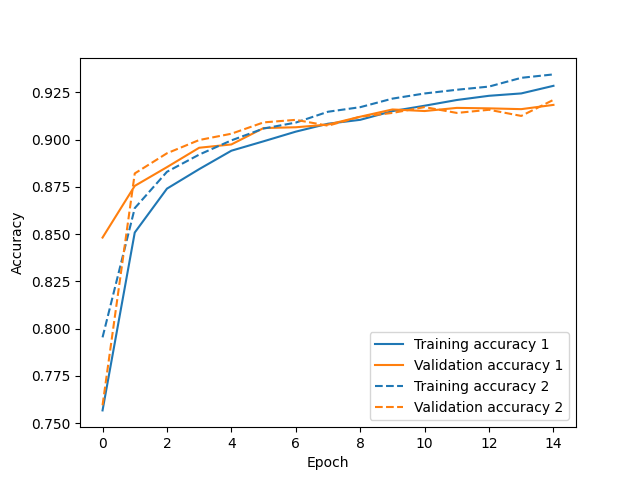 0.925
0.900
0.875
0.850
0.825
0.800
0.775
0.750
Accuracy
0 2 4 6 8 10 12 14
Epoch
Training accuracy 1
Validation accuracy 1
Training accuracy 2
Validation accuracy 2